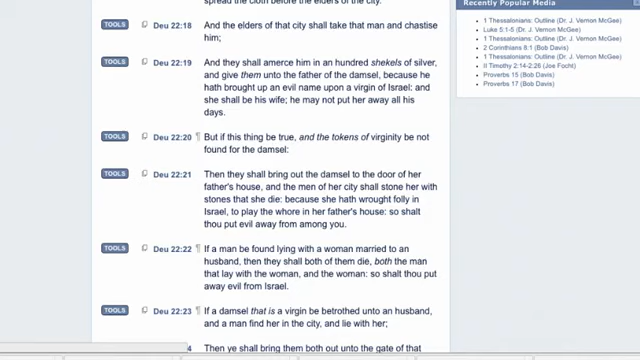 spread the cloth before the elders of the city.
TOOLS Deu 22:18 And the elders of that city shall take that man and chastise
him;
TOOLS Deu 22:19 And they shall amerce him in an hundred shekels of silver,
and give them unto the father of the damsel, because he
hath brought up an evil name upon a virgin of Israel: and
she shall be his wife; he may not put her away all his
days.
TOOLS Deu 22:20 ¶ But if this thing be true, and the tokens of virginity be not
found for the damsel:
TOOLS Deu 22:21 Then they shall bring out the damsel to the door of her
father's house, and the men of her city shall stone her with
stones that she die: because she hath wrought folly in
Israel, to play the whore in her father's house: so shalt
thou put evil away from among you.
TOOLS Deu 22:22 ¶ If a man be found lying with a woman married to an
husband, then they shall both of them die, both the man
that lay with the woman, and the woman: so shalt thou put
away evil from Israel.
TOOLS Deu 22:23 ¶ If a damsel that is a virgin be betrothed unto an husband,
and a man find her in the city, and lie with her;
4 Then ye shall bring them both out unto the gate of that
Recently Popular Media
1 Thessalonians: Outline (Dr. J. Vernon McGee)
Luke 5:1-5 (Dr. J. Vernon McGee)
1 Thessalonians: Outline (Dr. J. Vernon McGee)
2 Corinthians 8:1 (Bob Davis)
1 Thessalonians: Outline (Dr. J. Vernon McGee)
II Timothy 2:14-2:26 (Joe Focht)
Proverbs 15 (Bob Davis)
Proverbs 17 (Bob Davis)